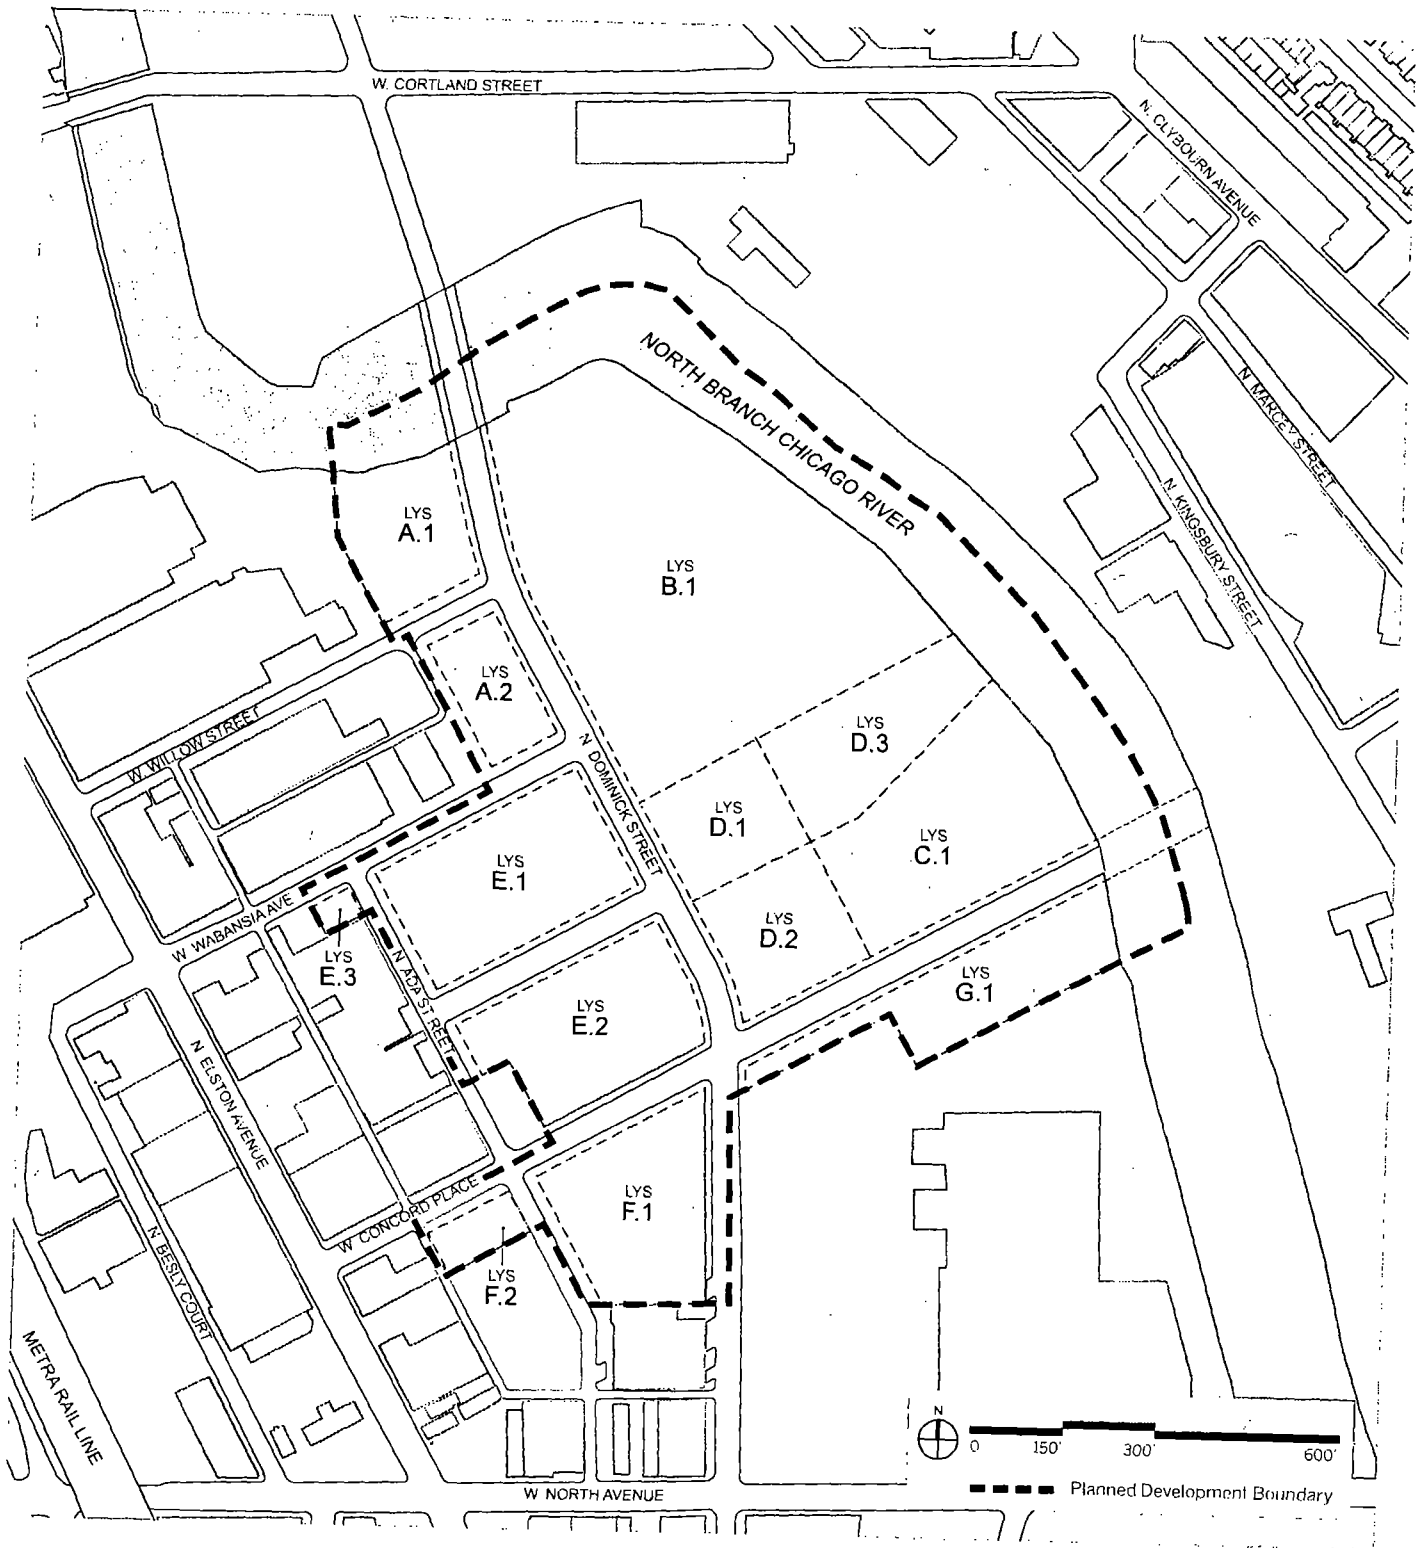 W. CORTLAND STREET
N. CLYBOURN AVENUE
NORTH BRANCH CHICAGO RIVER
N. MARCEY STREET
N. KINGSBURY STREET
LYS
A.1
LYS
B.1
LYS
A.2
W. WILLOW STREET
N DOMINICK STREET
LYS
D.3
LYS
D.1
LYS
C.1
LYS
E.1
W. WABANSIA AVE
LYS
E.3
LYS
D.2
N. ADA STREET
LYS
G.1
LYS
E.2
N ELSTON AVENUE
LYS
F.1
W CONCORD PLACE
N BESLY COURT
LYS
F.2
METRA RAIL LINE
N
0 150' 300' 600'
W NORTH AVENUE
Planned Development Boundary